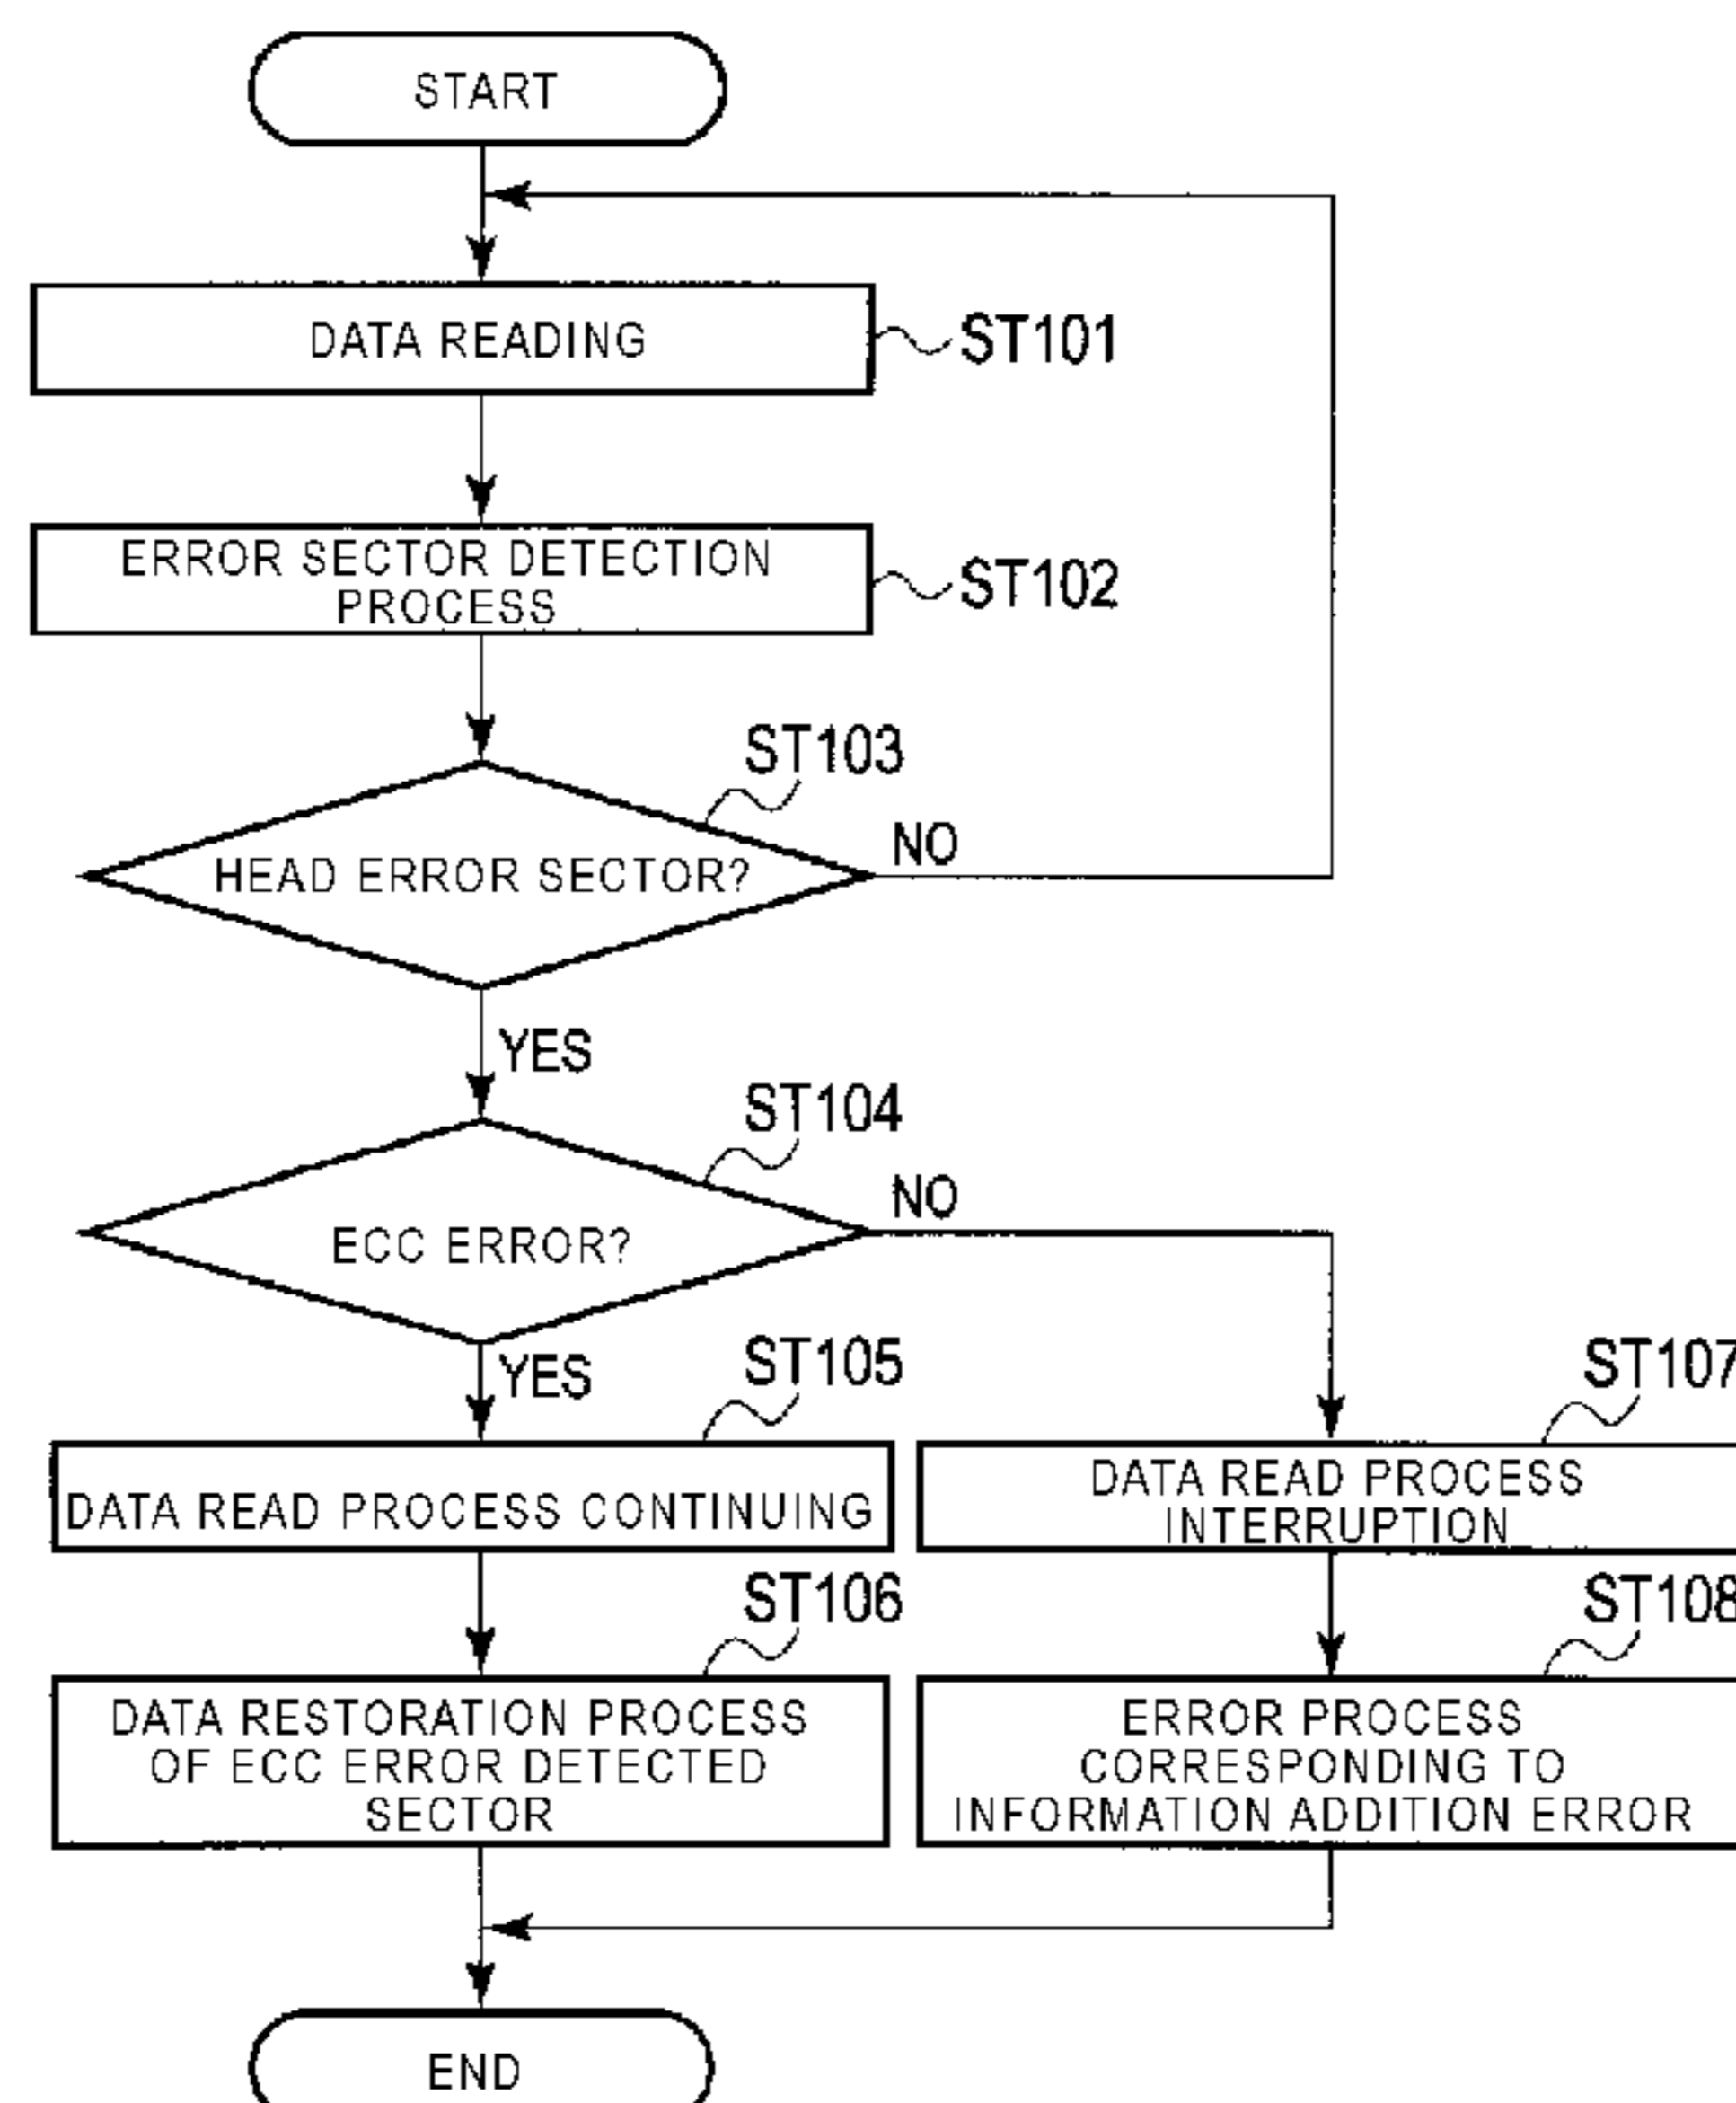 START
DATA READING
ST101
ERROR SECTOR DETECTION
PROCESS
ST102
ST103
HEAD ERROR SECTOR?
NO
YES
ST104
ECC ERROR?
NO
YES
ST105
ST107
DATA READ PROCESS CONTINUING
DATA READ PROCESS
INTERRUPTION
ST106
ST108
DATA RESTORATION PROCESS
OF ECC ERROR DETECTED
SECTOR
ERROR PROCESS
CORRESPONDING TO
INFORMATION ADDITION ERROR
END